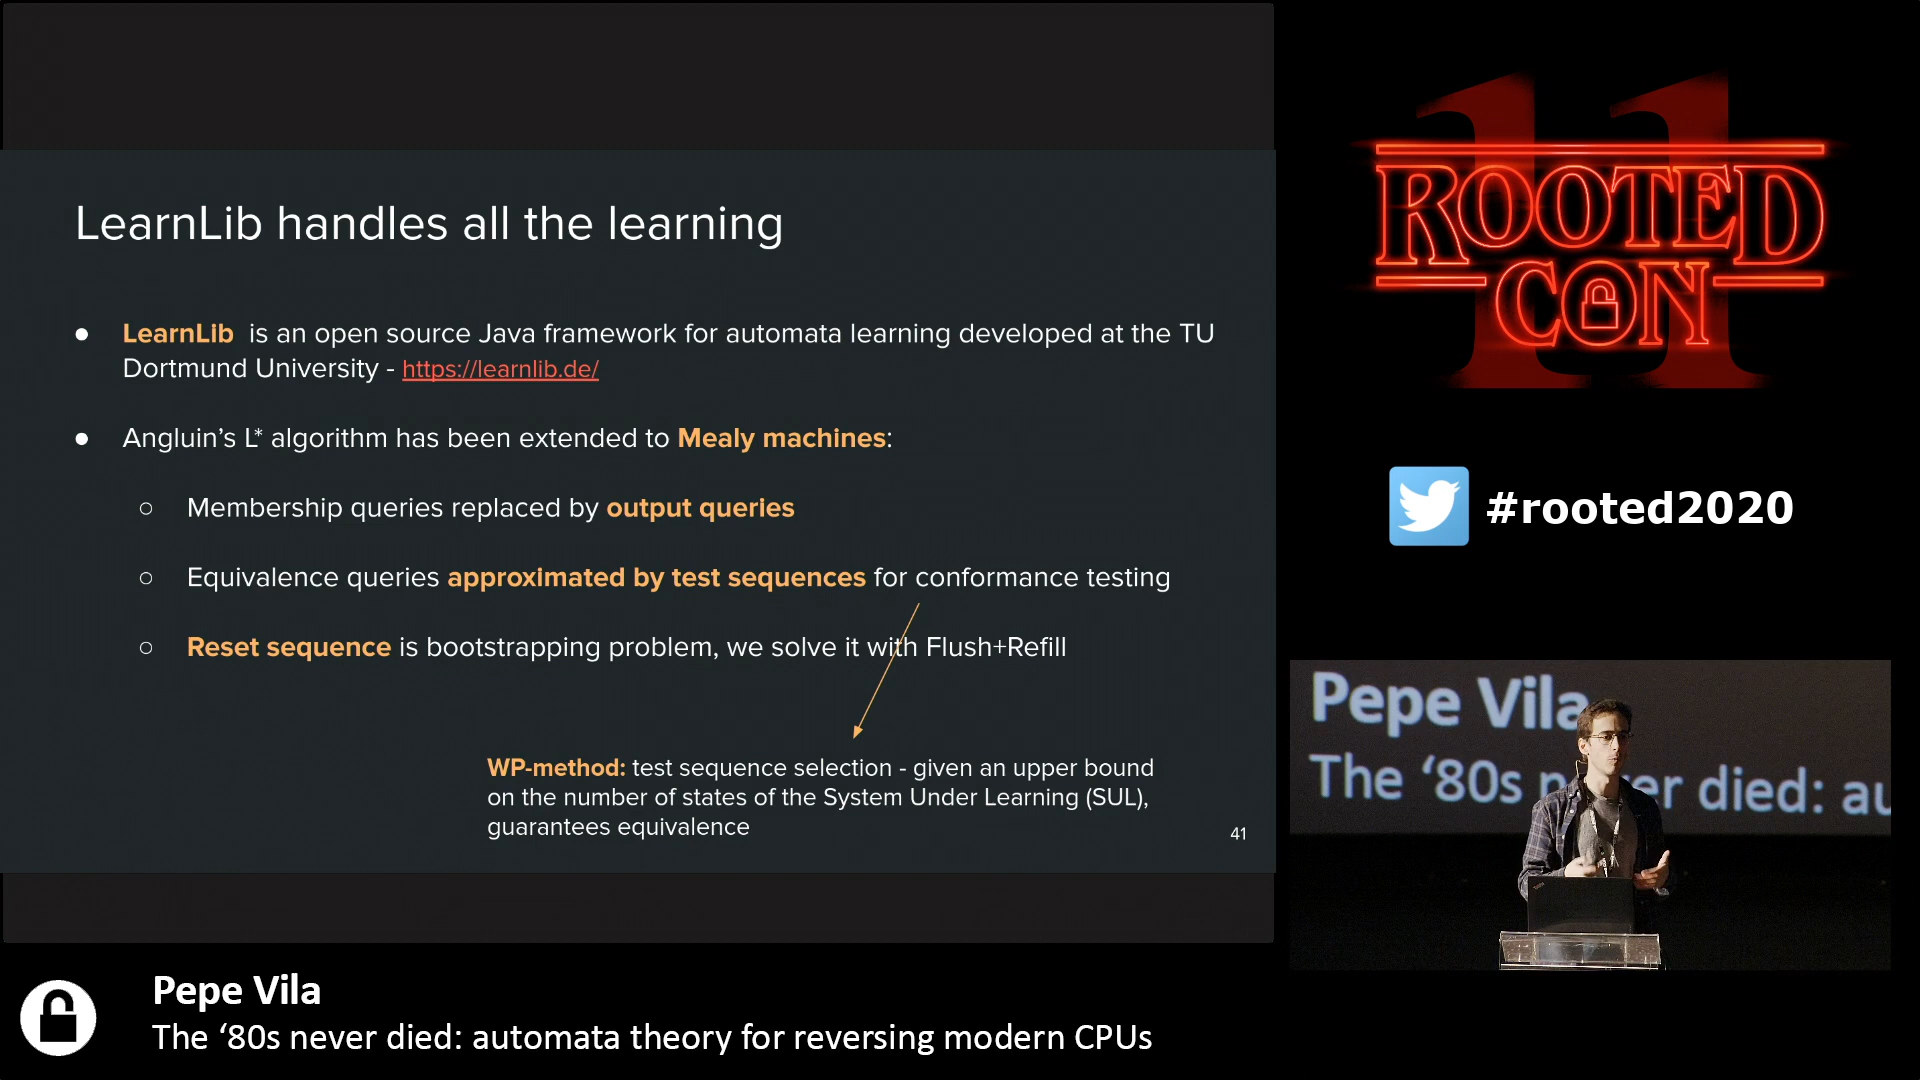 LearnLib handles all the learning
● LearnLib is an open source Java framework for automata learning developed at the TU
Dortmund University - https://learnlib.de/
● Angluin’s L* algorithm has been extended to Mealy machines:
○ Membership queries replaced by output queries
○ Equivalence queries approximated by test sequences for conformance testing
○ Reset sequence is bootstrapping problem, we solve it with Flush+Refill
WP-method: test sequence selection - given an upper bound
on the number of states of the System Under Learning (SUL),
guarantees equivalence
41
11
ROOTED
CON
#rooted2020
Pepe Vila
The ‘80s never died: au
Pepe Vila
The ‘80s never died: automata theory for reversing modern CPUs